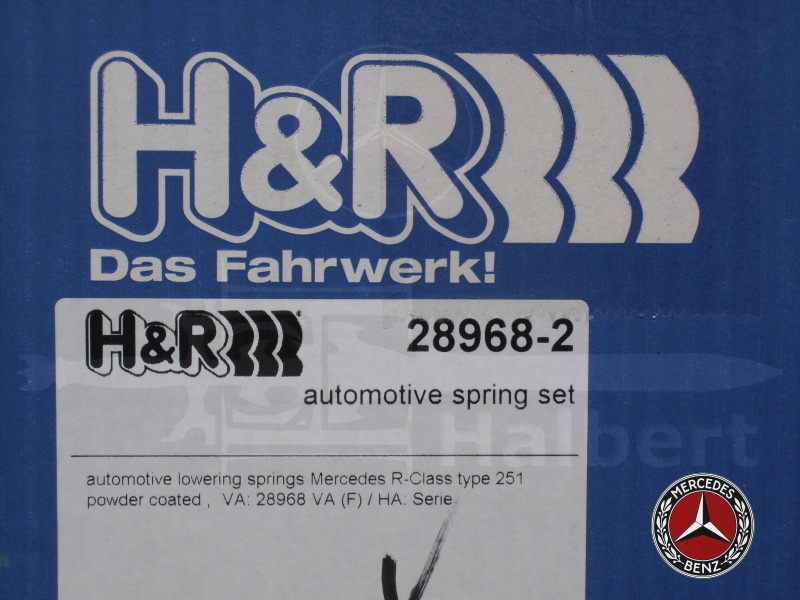 H&R
Das Fahrwerk!
H&R
28968-2
automotive spring set
Halbert
automotive lowering springs Mercedes R-Class type 251
powder coated , VA: 28968 VA (F) / HA: Serie
MERCEDES
BENZ